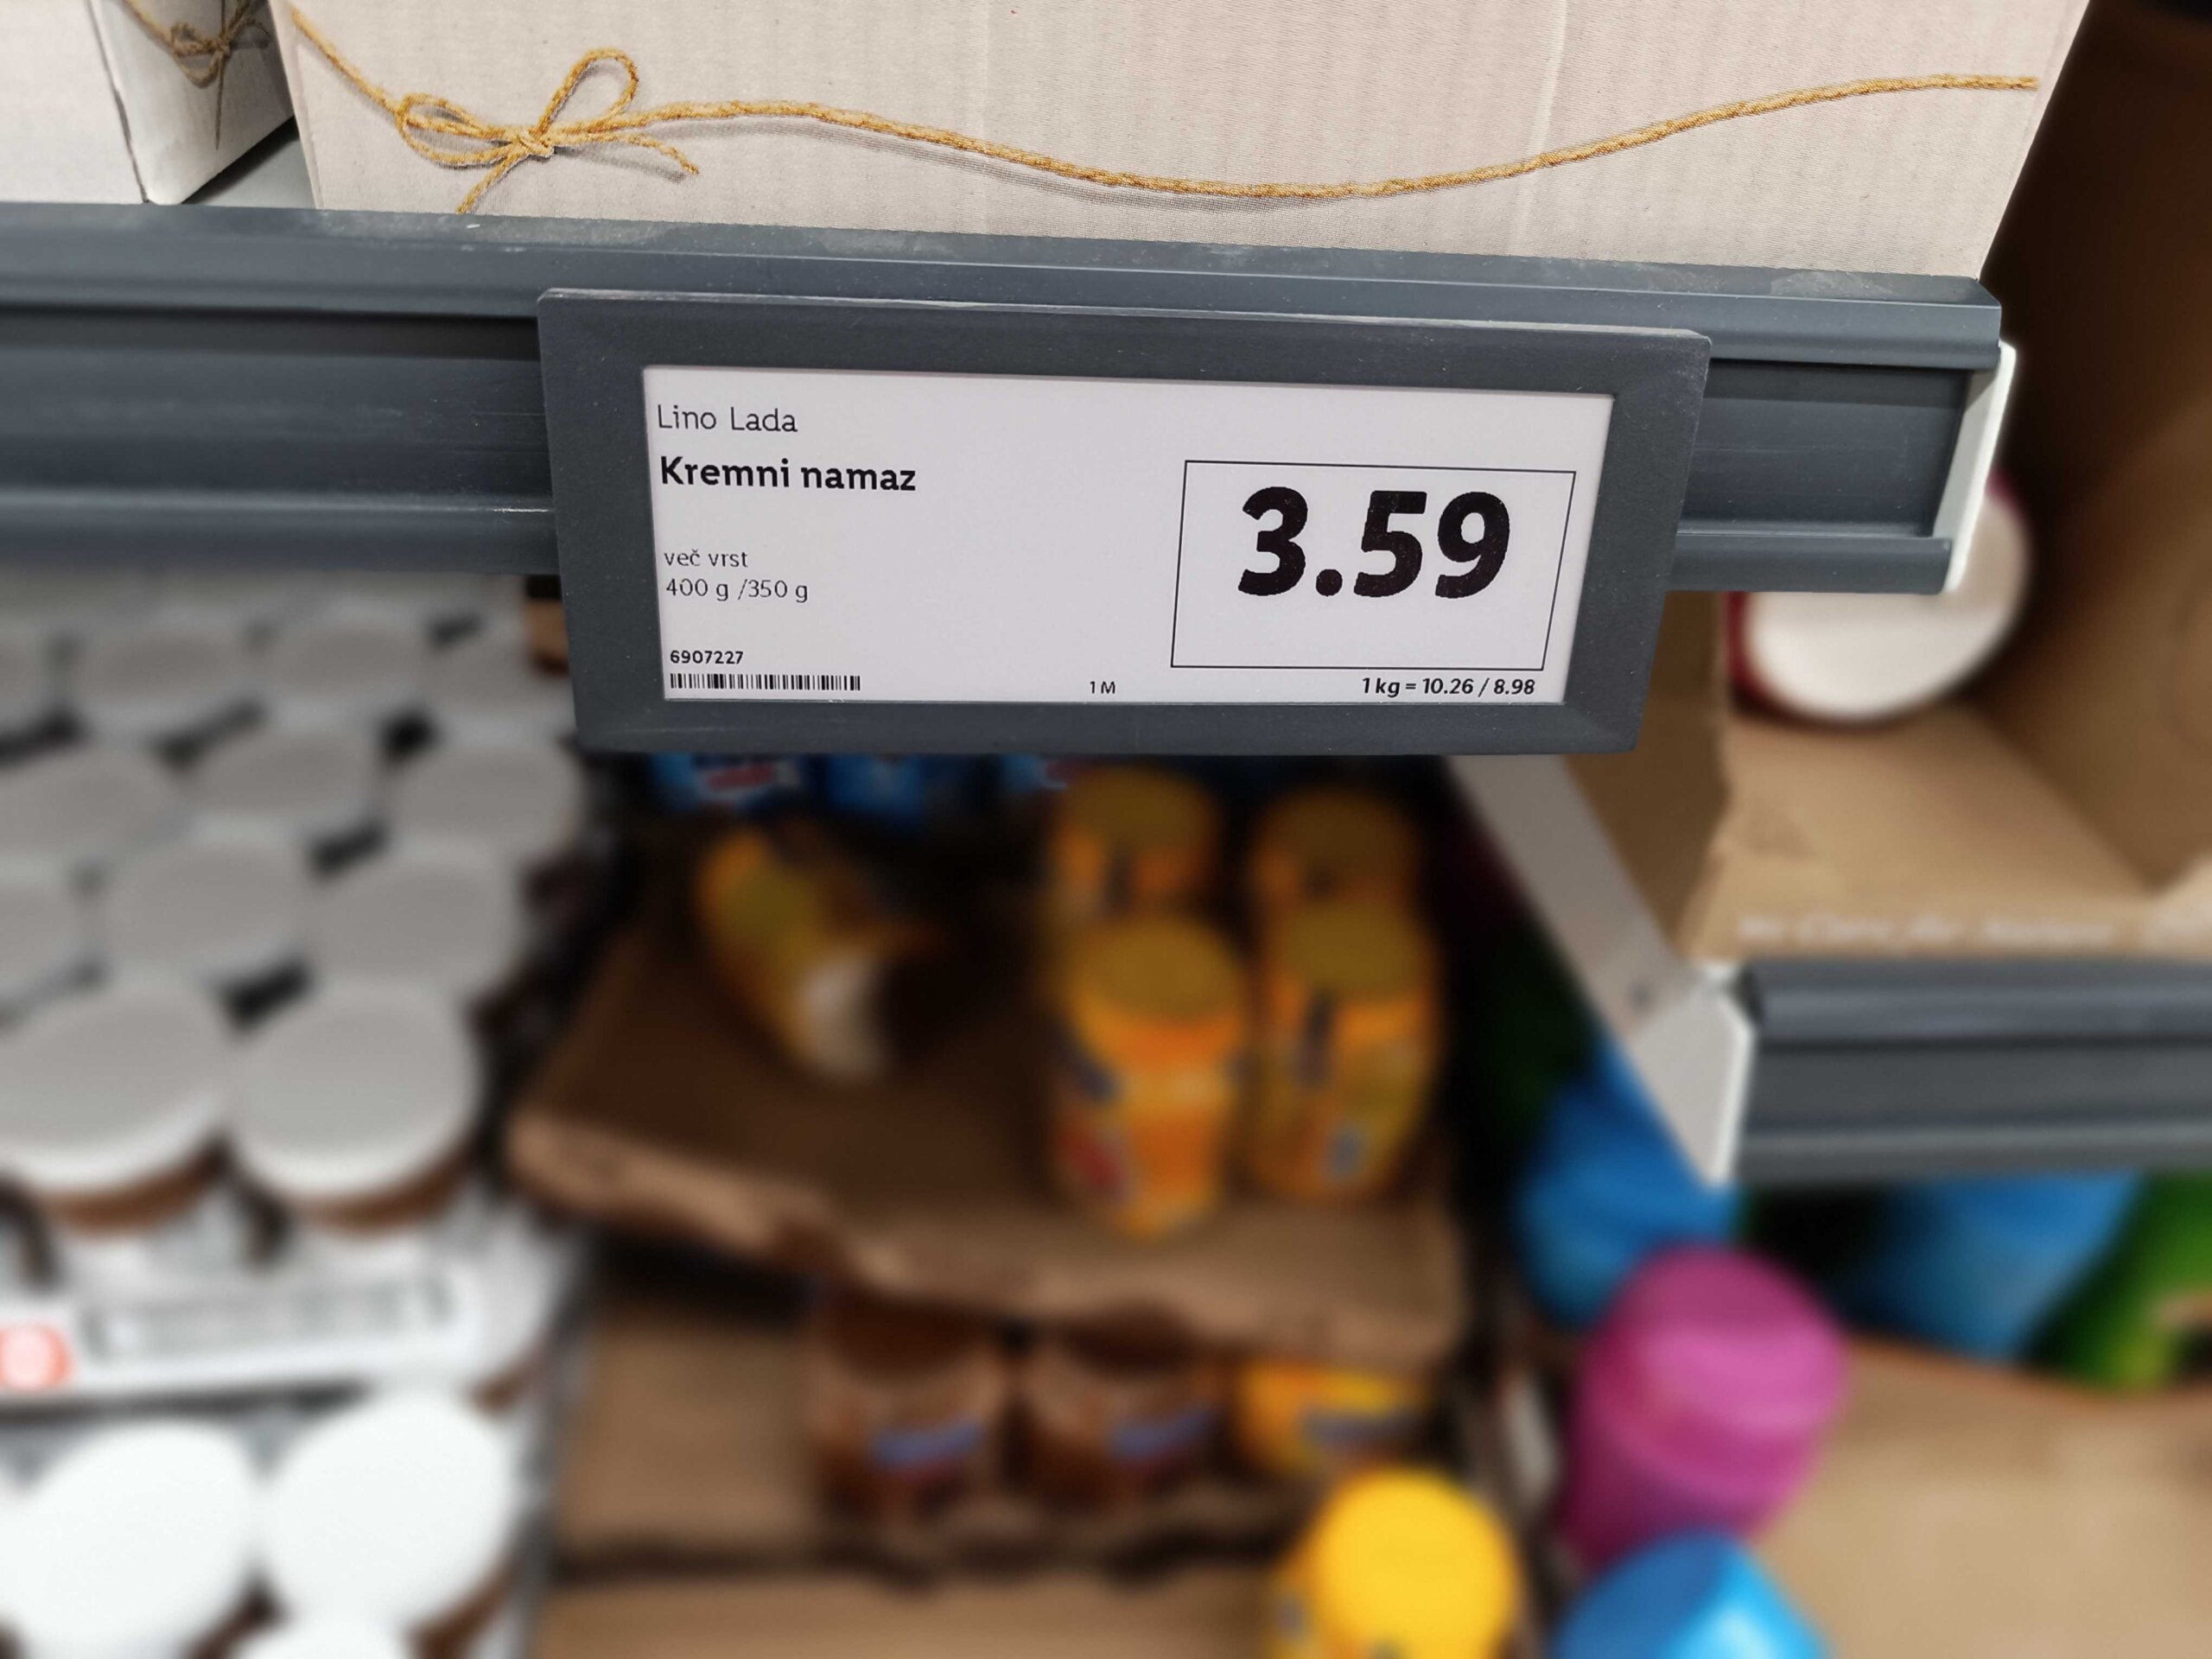 Lino Lada
Kremni namaz
3.59
več vrst
400 g /350 g
6907227
1 M
1 kg = 10.26 / 8.98